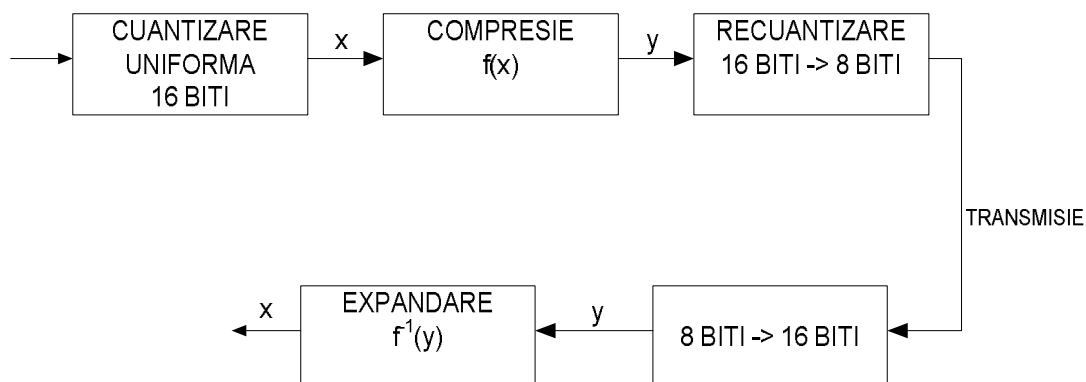 CUANTIZARE
UNIFORMA
16 BITI
x
COMPRESIE
f(x)
y
RECUANTIZARE
16 BITI -> 8 BITI
TRANSMISIE
8 BITI -> 16 BITI
y
EXPANDARE
f⁻¹(y)
x